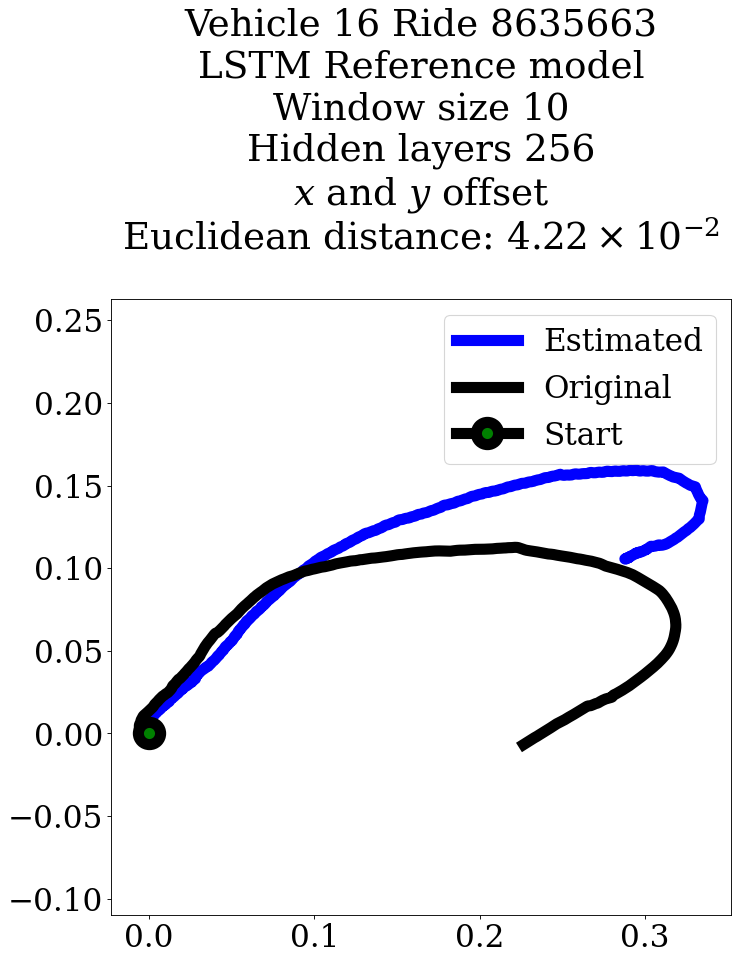 Vehicle 16 Ride 8635663
LSTM Reference model
Window size 10
Hidden layers 256
x and y offset
Euclidean distance: 4.22 × 10⁻²
0.25
0.20
0.15
0.10
0.05
0.00
−0.05
−0.10
Estimated
Original
Start
0.0 0.1 0.2 0.3